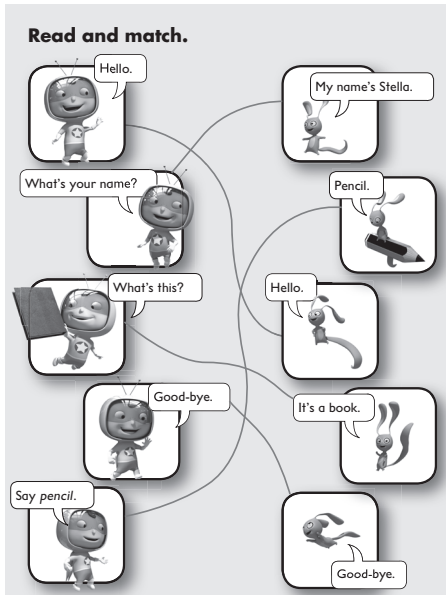 Read and match.
Hello.
My name's Stella.
What's your name?
Pencil.
What's this?
Hello.
Good-bye.
It's a book.
Say pencil.
Good-bye.